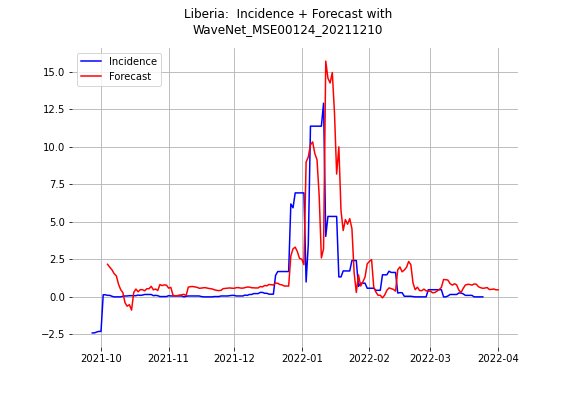 Liberia:  Incidence + Forecast with
WaveNet_MSE00124_20211210
Incidence
Forecast
15.0
12.5
10.0
7.5
5.0
2.5
0.0
−2.5
2021-10 2021-11 2021-12 2022-01 2022-02 2022-03 2022-04